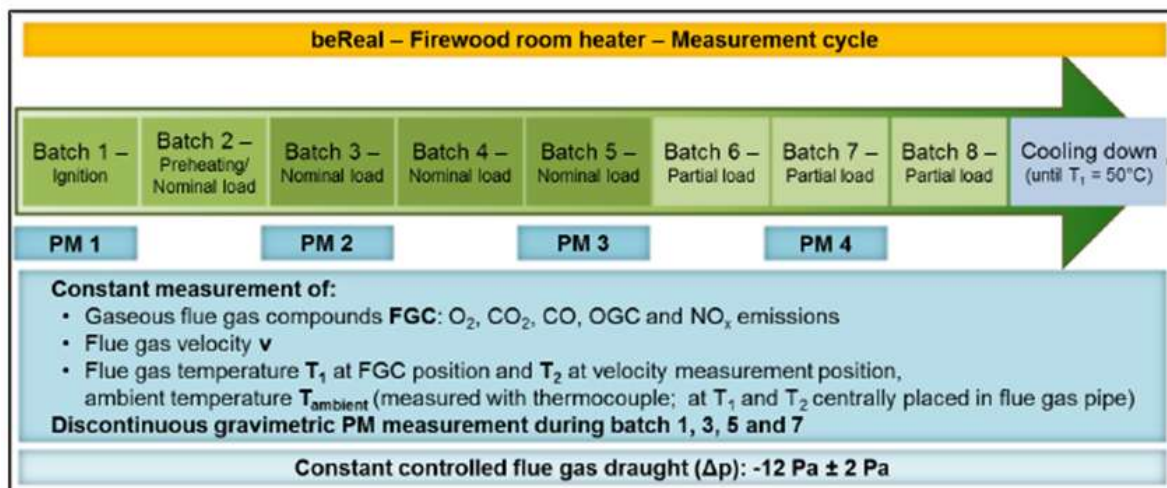 beReal – Firewood room heater – Measurement cycle
Batch 1 –
Ignition
Batch 2 –
Preheating/
Nominal load
Batch 3 –
Nominal load
Batch 4 –
Nominal load
Batch 5 –
Nominal load
Batch 6 –
Partial load
Batch 7 –
Partial load
Batch 8 –
Partial load
Cooling down
(until T₁ = 50°C)
PM 1
PM 2
PM 3
PM 4
Constant measurement of:
• Gaseous flue gas compounds FGC: O₂, CO₂, CO, OGC and NOₓ emissions
• Flue gas velocity v
• Flue gas temperature T₁ at FGC position and T₂ at velocity measurement position,
ambient temperature Tambient (measured with thermocouple; at T₁ and T₂ centrally placed in flue gas pipe)
Discontinuous gravimetric PM measurement during batch 1, 3, 5 and 7
Constant controlled flue gas draught (Δp): -12 Pa ± 2 Pa